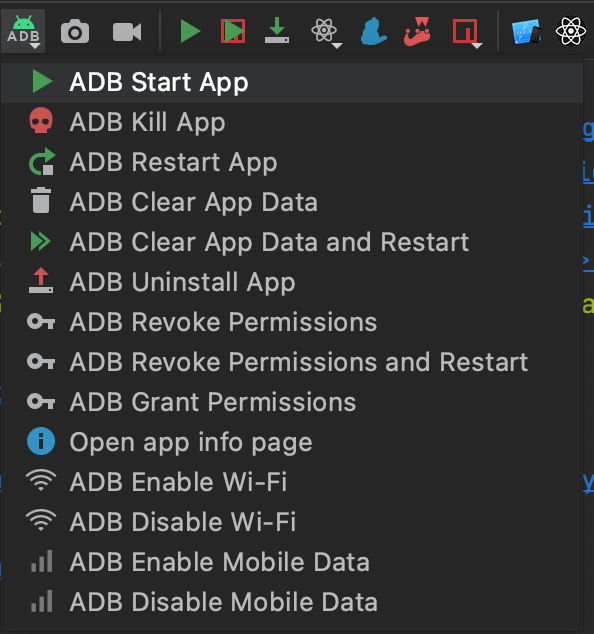 ADB
ADB Start App
ADB Kill App
ADB Restart App
ADB Clear App Data
ADB Clear App Data and Restart
ADB Uninstall App
ADB Revoke Permissions
ADB Revoke Permissions and Restart
ADB Grant Permissions
Open app info page
ADB Enable Wi-Fi
ADB Disable Wi-Fi
ADB Enable Mobile Data
ADB Disable Mobile Data